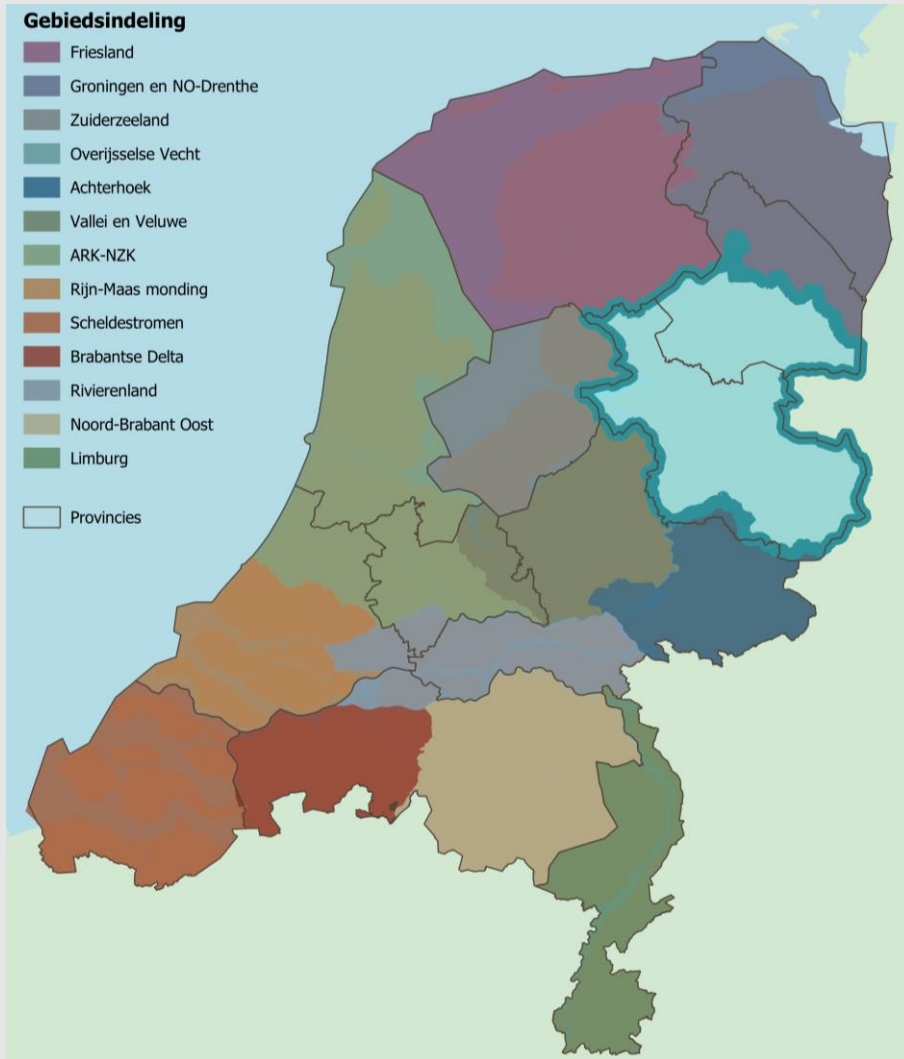 Gebiedsindeling
Friesland
Groningen en NO-Drenthe
Zuiderzeeland
Overijsselse Vecht
Achterhoek
Vallei en Veluwe
ARK-NZK
Rijn-Maas monding
Scheldestromen
Brabantse Delta
Rivierenland
Noord-Brabant Oost
Limburg
Provincies